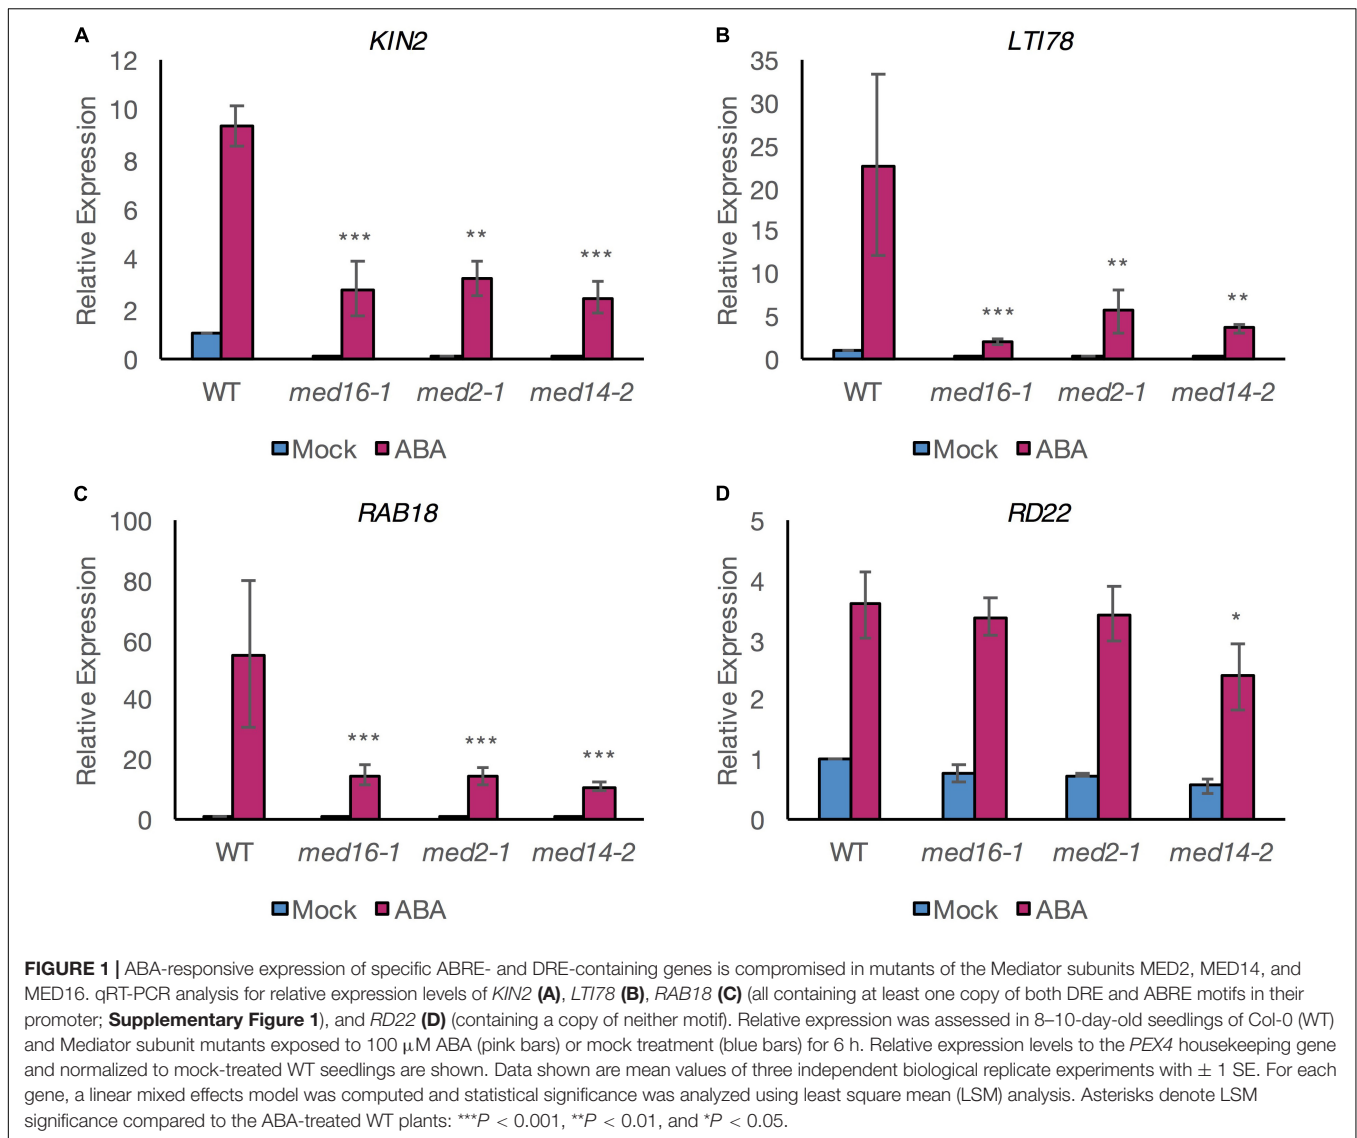 A
KIN2
Relative Expression
12
10
8
6
4
2
0
***
**
***
WT med16-1 med2-1 med14-2
Mock ABA
B
LTI78
Relative Expression
35
30
25
20
15
10
5
0
***
**
**
WT med16-1 med2-1 med14-2
Mock ABA
C
RAB18
Relative Expression
100
80
60
40
20
0
***
***
***
WT med16-1 med2-1 med14-2
Mock ABA
D
RD22
Relative Expression
5
4
3
2
1
0
*
WT med16-1 med2-1 med14-2
Mock ABA
FIGURE 1 | ABA-responsive expression of specific ABRE- and DRE-containing genes is compromised in mutants of the Mediator subunits MED2, MED14, and
MED16. qRT-PCR analysis for relative expression levels of KIN2 (A), LTI78 (B), RAB18 (C) (all containing at least one copy of both DRE and ABRE motifs in their
promoter; Supplementary Figure 1), and RD22 (D) (containing a copy of neither motif). Relative expression was assessed in 8–10-day-old seedlings of Col-0 (WT)
and Mediator subunit mutants exposed to 100 μM ABA (pink bars) or mock treatment (blue bars) for 6 h. Relative expression levels to the PEX4 housekeeping gene
and normalized to mock-treated WT seedlings are shown. Data shown are mean values of three independent biological replicate experiments with ± 1 SE. For each
gene, a linear mixed effects model was computed and statistical significance was analyzed using least square mean (LSM) analysis. Asterisks denote LSM
significance compared to the ABA-treated WT plants: ***P < 0.001, **P < 0.01, and *P < 0.05.